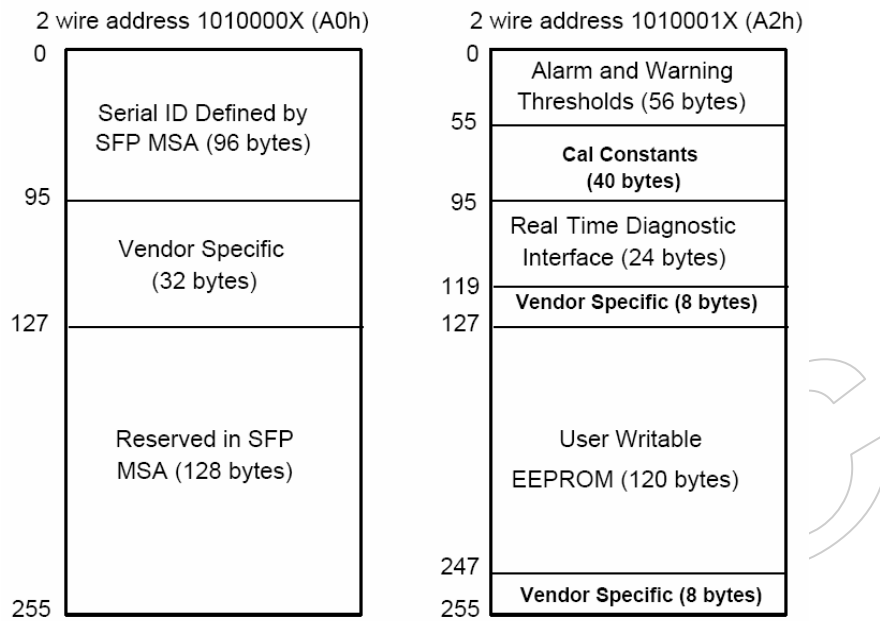 2 wire address 1010000X (A0h)
0
Serial ID Defined by
SFP MSA (96 bytes)
95
Vendor Specific
(32 bytes)
127
Reserved in SFP
MSA (128 bytes)
255
2 wire address 1010001X (A2h)
0
Alarm and Warning
Thresholds (56 bytes)
55
Cal Constants
(40 bytes)
95
Real Time Diagnostic
Interface (24 bytes)
119
Vendor Specific (8 bytes)
127
User Writable
EEPROM (120 bytes)
247
Vendor Specific (8 bytes)
255